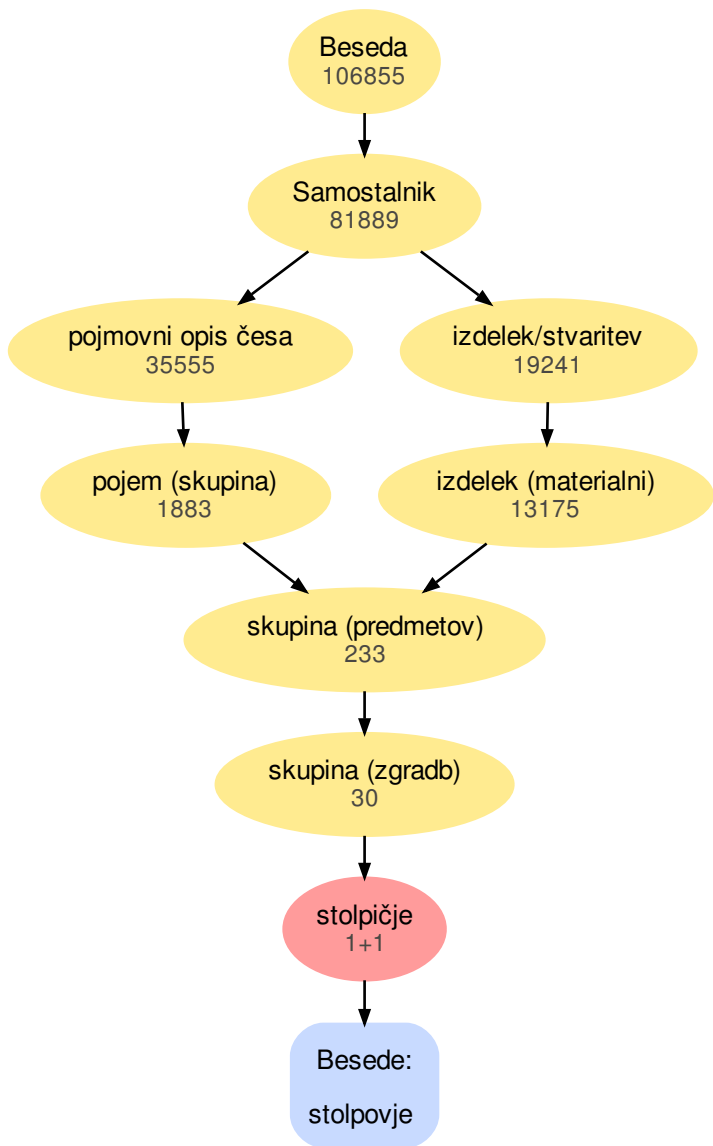 Beseda
106855
Samostalnik
81889
pojmovni opis česa
35555
izdelek/stvaritev
19241
pojem (skupina)
1883
izdelek (materialni)
13175
skupina (predmetov)
233
skupina (zgradb)
30
stolpičje
1+1
Besede:
stolpovje